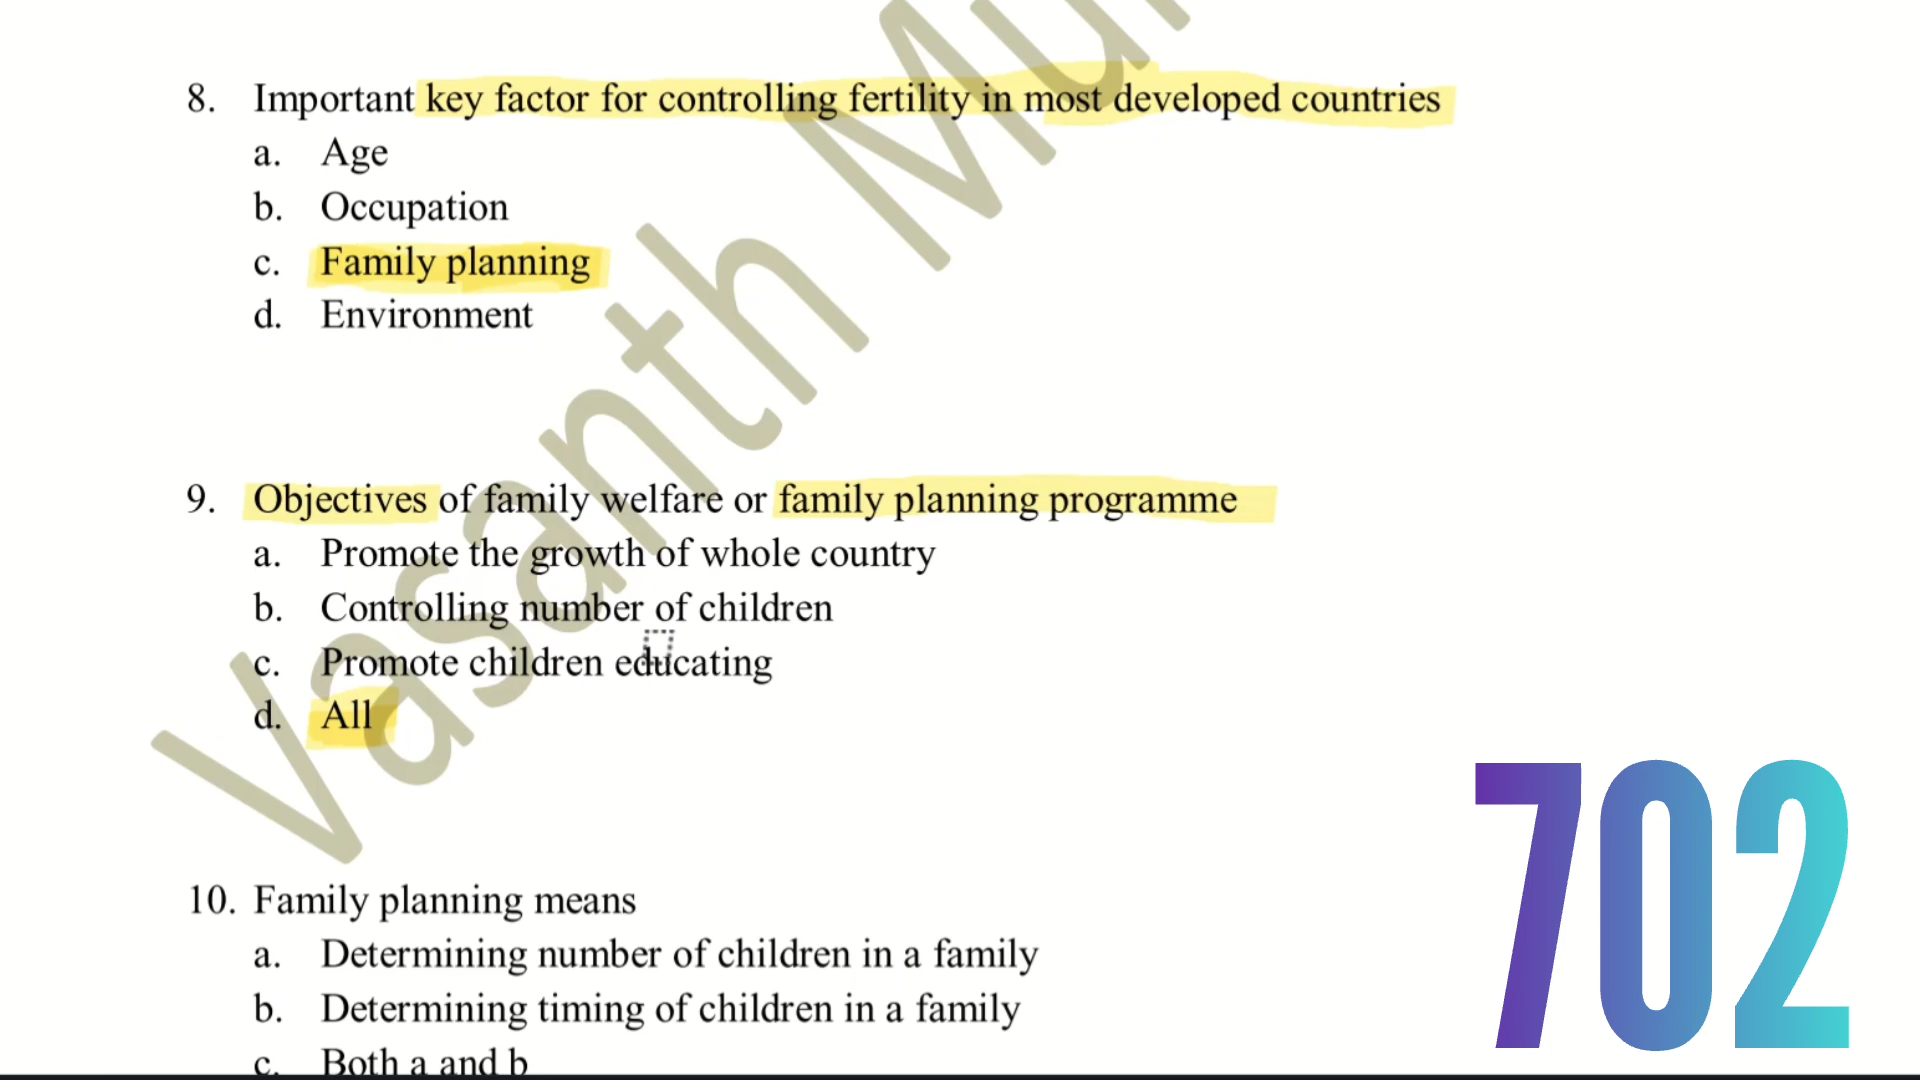 8. Important key factor for controlling fertility in most developed countries
a. Age
b. Occupation
c. Family planning
d. Environment
9. Objectives of family welfare or family planning programme
a. Promote the growth of whole country
b. Controlling number of children
c. Promote children educating
d. All
10. Family planning means
a. Determining number of children in a family
b. Determining timing of children in a family
c. Both a and b
Vasanth
702